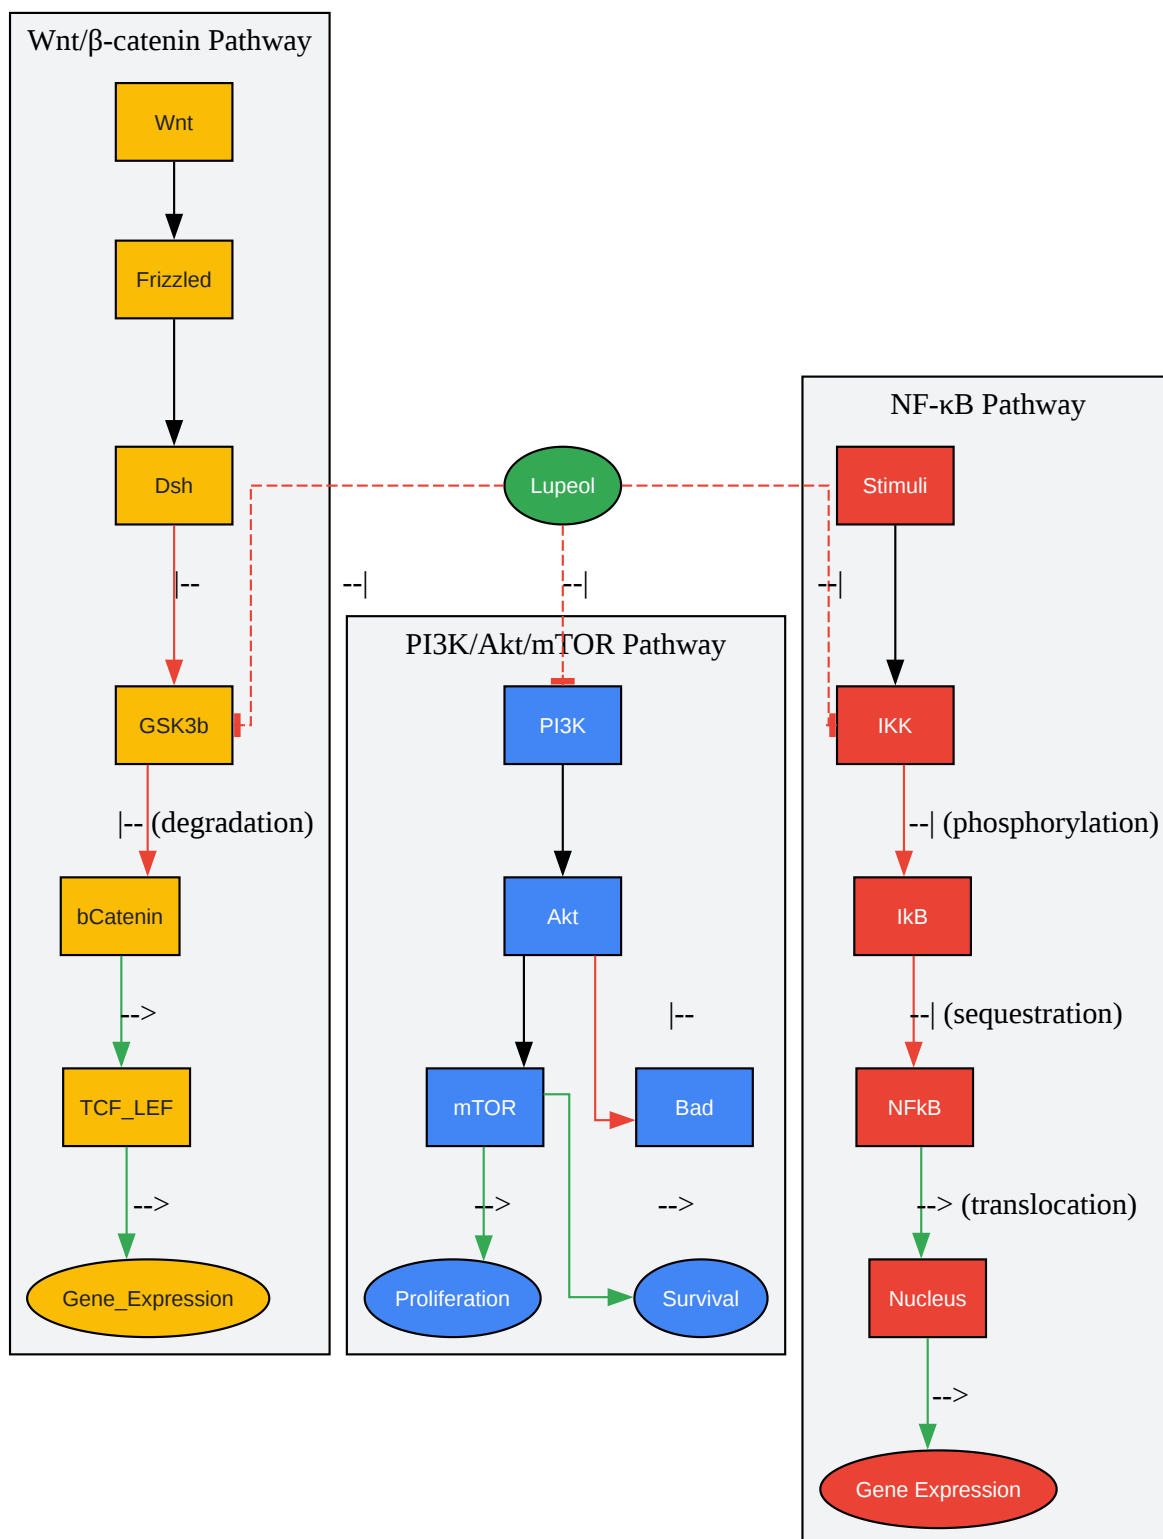 Wnt/β-catenin Pathway
Wnt
Frizzled
Dsh
|--
GSK3b
|-- (degradation)
bCatenin
-->
TCF_LEF
-->
Gene_Expression
Lupeol
--|
--|
--|
PI3K/Akt/mTOR Pathway
PI3K
Akt
|--
mTOR
Bad
-->
-->
Proliferation
Survival
NF-κB Pathway
Stimuli
IKK
--| (phosphorylation)
IkB
--| (sequestration)
NFkB
--> (translocation)
Nucleus
-->
Gene Expression